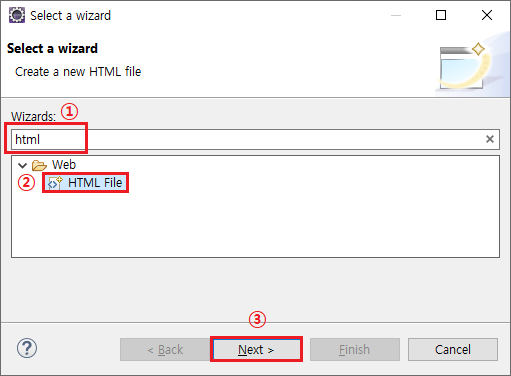 Select a wizard
Select a wizard
Create a new HTML file
Wizards: ①
html
Web
② HTML File
③
? < Back Next > Finish Cancel